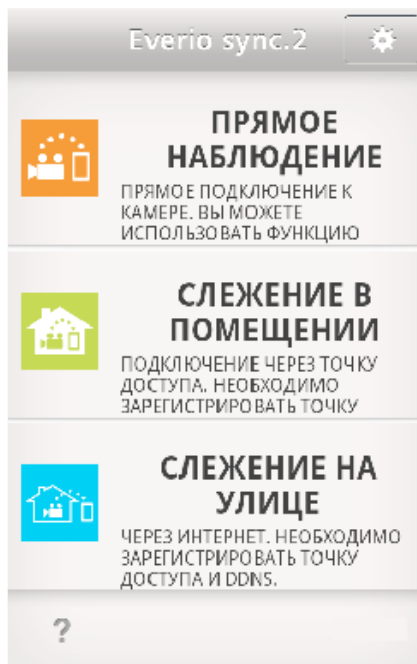 Everio sync.2
ПРЯМОЕ
НАБЛЮДЕНИЕ
ПРЯМОЕ ПОДКЛЮЧЕНИЕ К
КАМЕРЕ. ВЫ МОЖЕТЕ
ИСПОЛЬЗОВАТЬ ФУНКЦИЮ
СЛЕЖЕНИЕ В
ПОМЕЩЕНИИ
ПОДКЛЮЧЕНИЕ ЧЕРЕЗ ТОЧКУ
ДОСТУПА. НЕОБХОДИМО
ЗАРЕГИСТРИРОВАТЬ ТОЧКУ
СЛЕЖЕНИЕ НА
УЛИЦЕ
ЧЕРЕЗ ИНТЕРНЕТ. НЕОБХОДИМО
ЗАРЕГИСТРИРОВАТЬ ТОЧКУ
ДОСТУПА И DDNS.
?